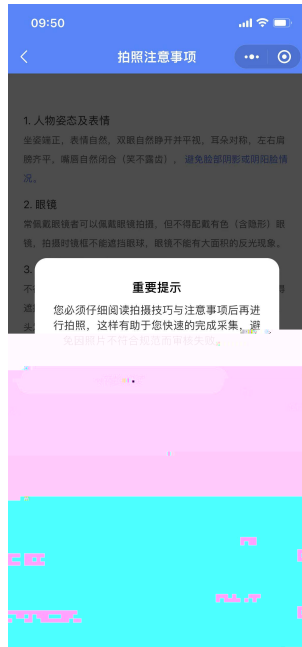 09:50
拍照注意事项
1. 人物姿态及表情
坐姿端正，表情自然，双眼自然睁开并平视，耳朵对称，左右肩
膀齐平，嘴唇自然闭合（笑不露齿），避免脸部阴影或阴阳脸情
况。
2. 眼镜
常佩戴眼镜者可以佩戴眼镜拍摄，但不得配戴有色（含隐形）眼
镜，拍摄时镜框不能遮挡眼球，眼镜不能有大面积的反光现象。
3.
不
遮
头
重要提示
您必须仔细阅读拍摄技巧与注意事项后再进
行拍照，这样有助于您快速的完成采集，避
免因照片不符合规范而审核失败。